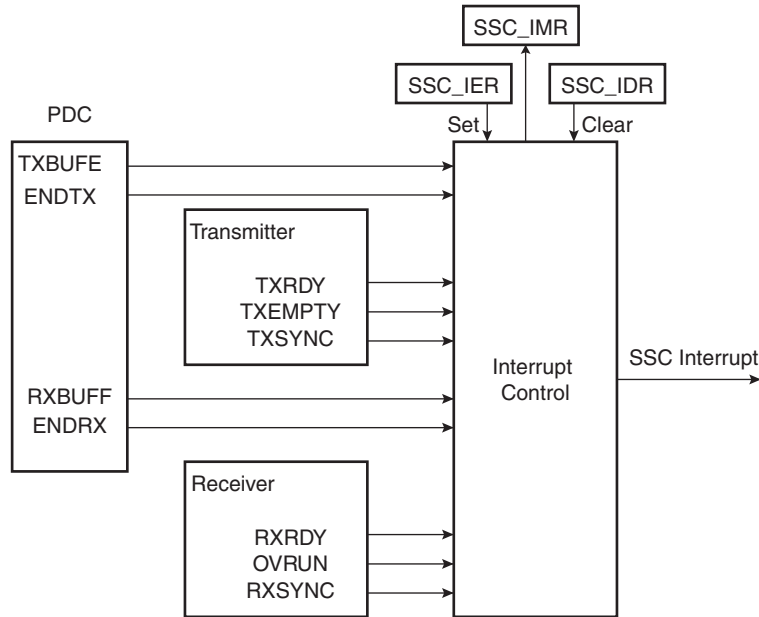 SSC_IMR
SSC_IER
SSC_IDR
PDC
Set
Clear
TXBUFE
ENDTX
Transmitter
TXRDY
TXEMPTY
TXSYNC
RXBUFF
ENDRX
Interrupt
Control
SSC Interrupt
Receiver
RXRDY
OVRUN
RXSYNC